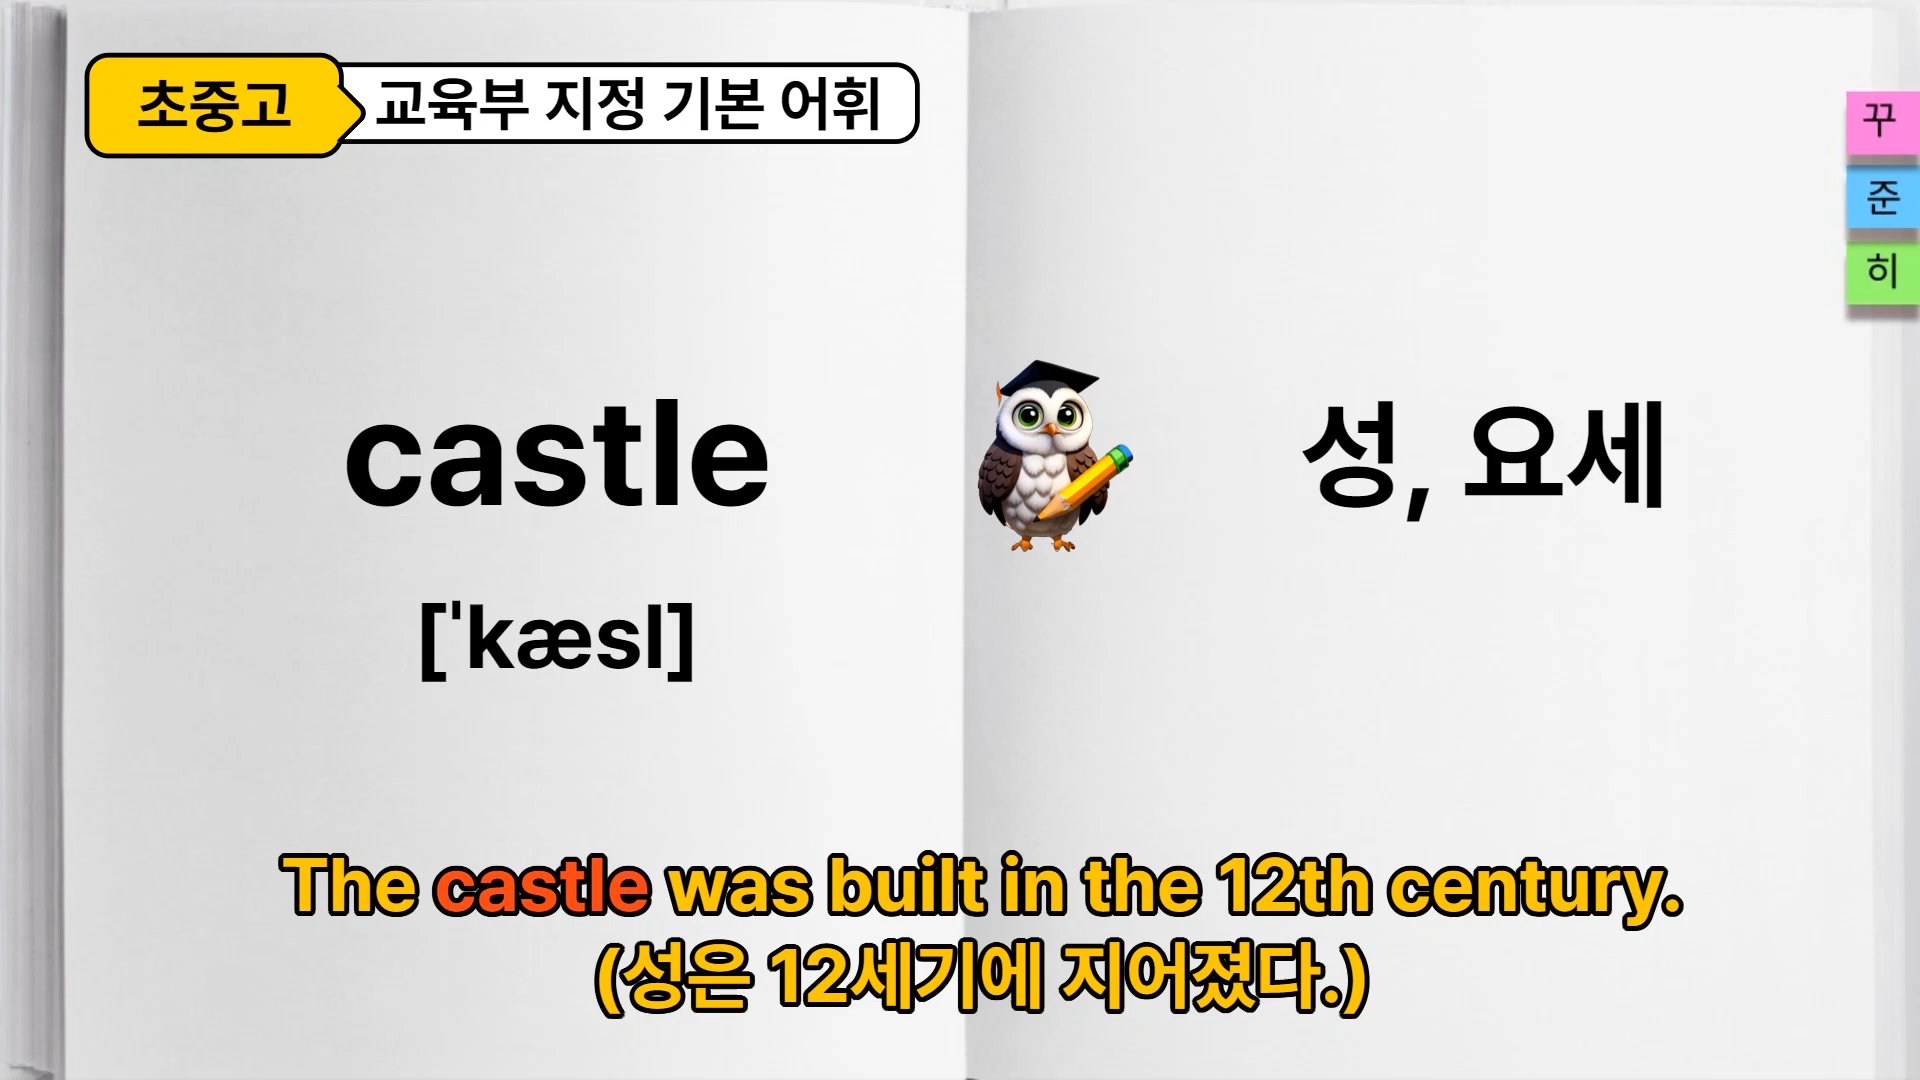 초중고 교육부 지정 기본 어휘
꾸
준
히
castle
성, 요세
[ˈkæsl]
The castle was built in the 12th century.
(성은 12세기에 지어졌다.)